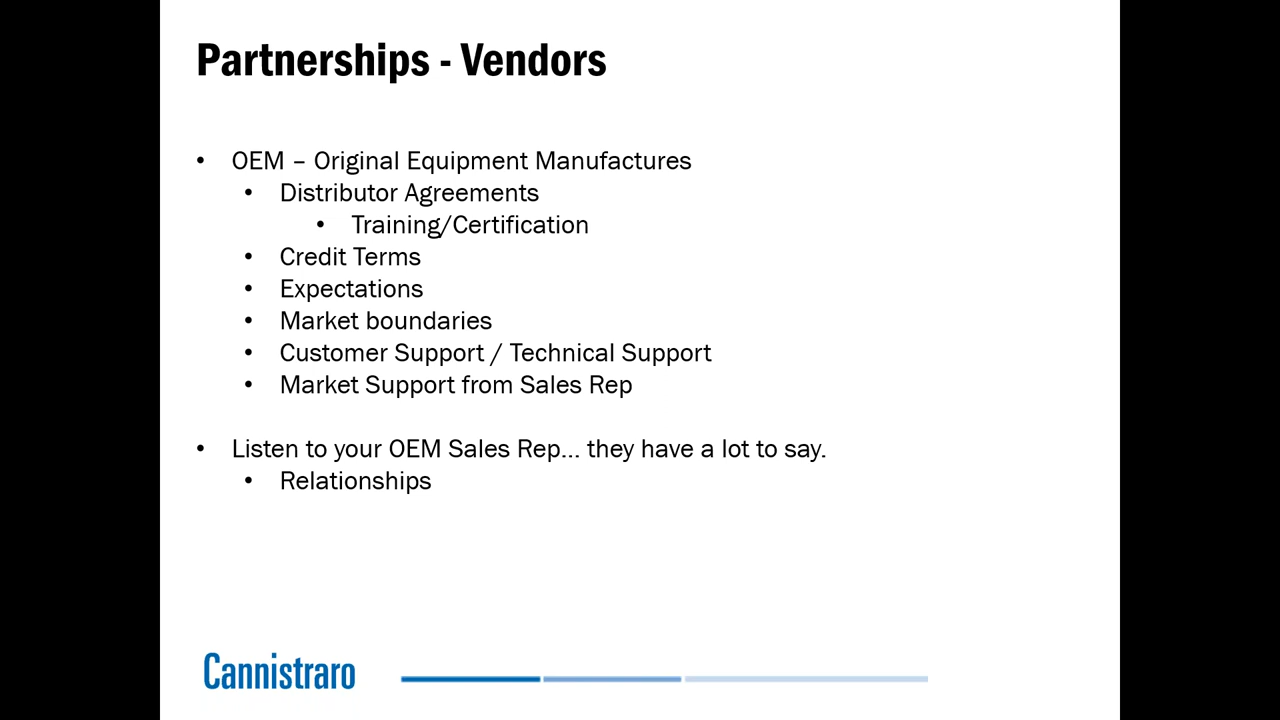 Partnerships - Vendors
• OEM – Original Equipment Manufactures
• Distributor Agreements
• Training/Certification
• Credit Terms
• Expectations
• Market boundaries
• Customer Support / Technical Support
• Market Support from Sales Rep
• Listen to your OEM Sales Rep... they have a lot to say.
• Relationships
Cannistraro